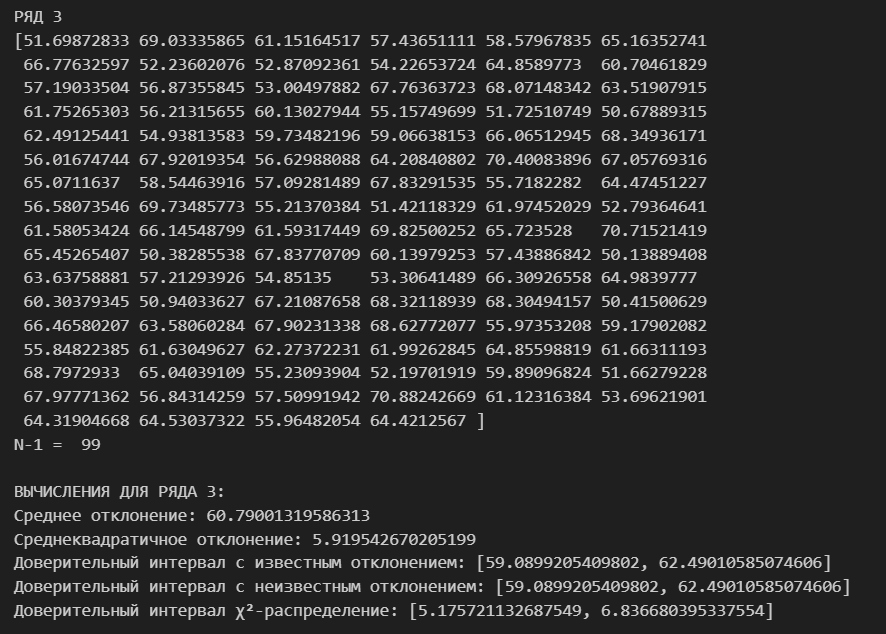 РЯД 3
[51.69872833 69.03335865 61.15164517 57.43651111 58.57967835 65.16352741
66.77632597 52.23602076 52.87092361 54.22653724 64.8589773 60.70461829
57.19033504 56.87355845 53.00497882 67.76363723 68.07148342 63.51907915
61.75265303 56.21315655 60.13027944 55.15749699 51.72510749 50.67889315
62.49125441 54.93813583 59.73482196 59.06638153 66.06512945 68.34936171
56.01674744 67.92019354 56.62988088 64.20840802 70.40083896 67.05769316
65.0711637 58.54463916 57.09281489 67.83291535 55.7182282 64.47451227
56.58073546 69.73485773 55.21370384 51.42118329 61.97452029 52.79364641
61.58053424 66.14548799 61.59317449 69.82500252 65.723528 70.71521419
65.45265407 50.38285538 67.83770709 60.13979253 57.43886842 50.13889408
63.63758881 57.21293926 54.85135 53.30641489 66.30926558 64.9839777
60.30379345 50.94033627 67.21087658 68.32118939 68.30494157 50.41500629
66.46580207 63.58060284 67.90231338 68.62772077 55.97353208 59.17902082
55.84822385 61.63049627 62.27372231 61.99262845 64.85598819 61.66311193
68.7972933 65.04039109 55.23093904 52.19701919 59.89096824 51.66279228
67.97771362 56.84314259 57.50991942 70.88242669 61.12316384 53.69621901
64.31904668 64.53037322 55.96482054 64.4212567 ]
N-1 = 99
ВЫЧИСЛЕНИЯ ДЛЯ РЯДА 3:
Среднее отклонение: 60.79001319586313
Среднеквадратичное отклонение: 5.919542670205199
Доверительный интервал с известным отклонением: [59.0899205409802, 62.49010585074606]
Доверительный интервал с неизвестным отклонением: [59.0899205409802, 62.49010585074606]
Доверительный интервал χ²-распределение: [5.175721132687549, 6.836680395337554]